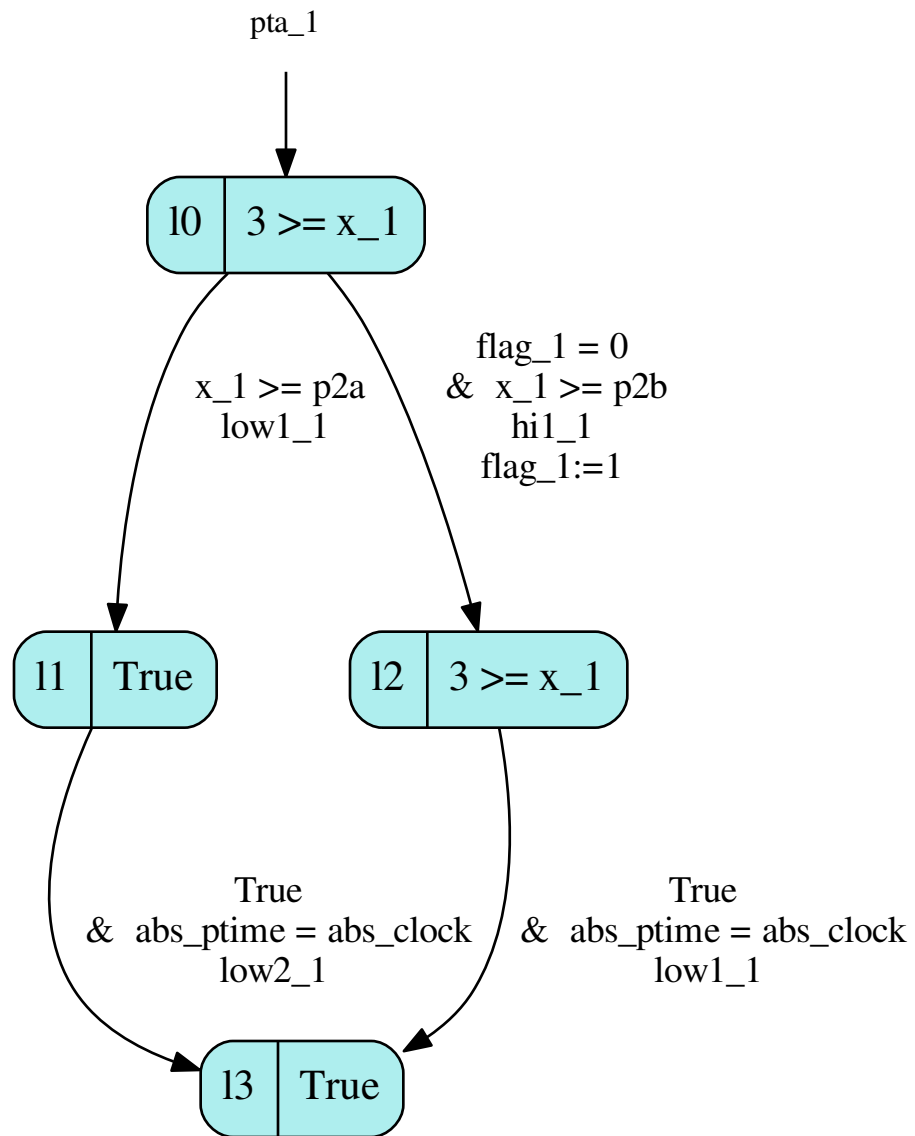 pta_1
l0 3 >= x_1
x_1 >= p2a
low1_1
flag_1 = 0
& x_1 >= p2b
hi1_1
flag_1:=1
l1 True
l2 3 >= x_1
True
& abs_ptime = abs_clock
low2_1
True
& abs_ptime = abs_clock
low1_1
l3 True